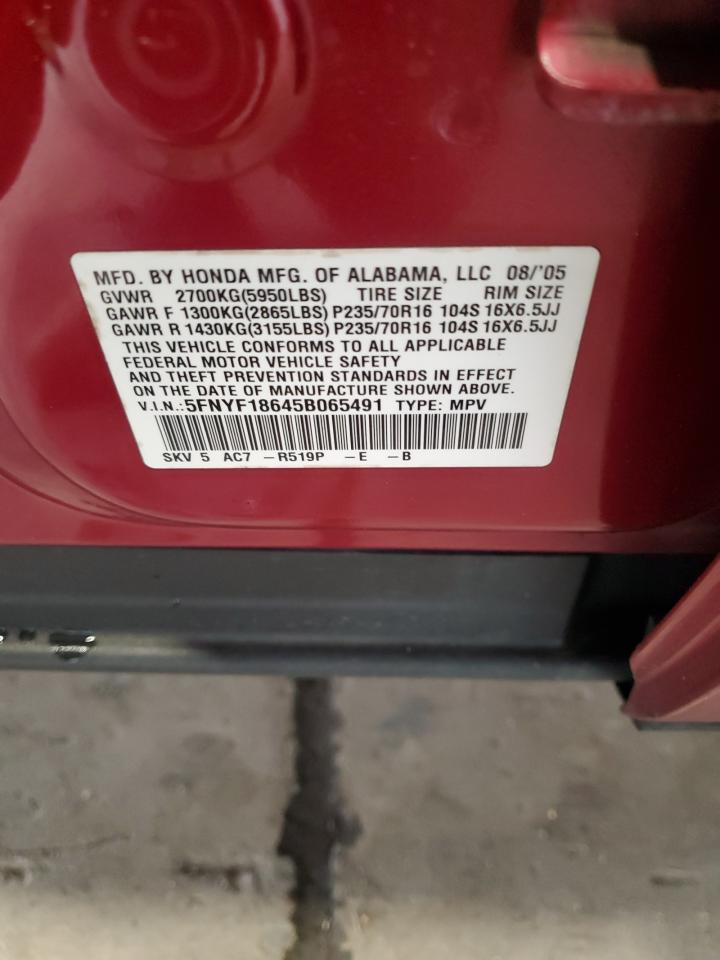 MFD. BY HONDA MFG. OF ALABAMA, LLC 08/'05
GVWR 2700KG(5950LBS) TIRE SIZE RIM SIZE
GAWR F 1300KG(2865LBS) P235/70R16 104S 16X6.5JJ
GAWR R 1430KG(3155LBS) P235/70R16 104S 16X6.5JJ
THIS VEHICLE CONFORMS TO ALL APPLICABLE
FEDERAL MOTOR VEHICLE SAFETY
AND THEFT PREVENTION STANDARDS IN EFFECT
ON THE DATE OF MANUFACTURE SHOWN ABOVE.
V.I.N.:5FNYF18645B065491 TYPE: MPV
SKV 5 AC7 -R519P -E -B